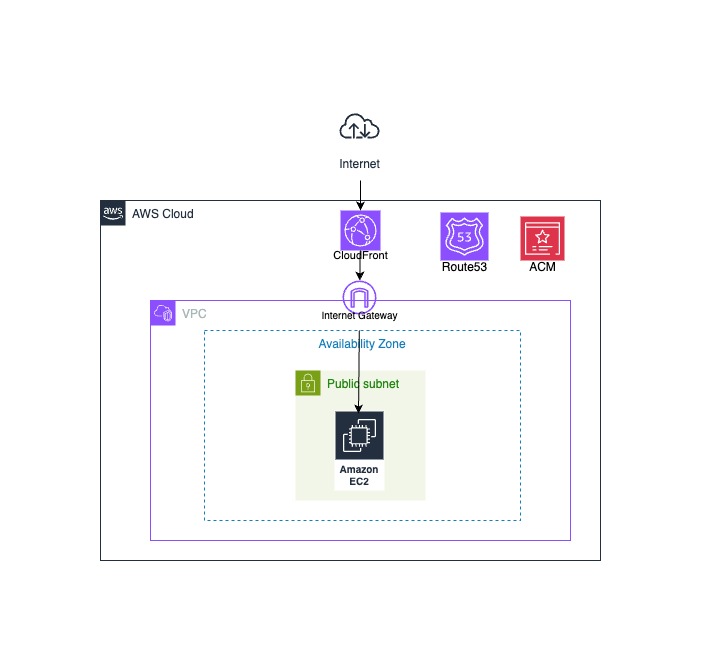 Internet
aws
AWS Cloud
CloudFront
53
Route53
ACM
Internet Gateway
VPC
Availability Zone
Public subnet
Amazon
EC2